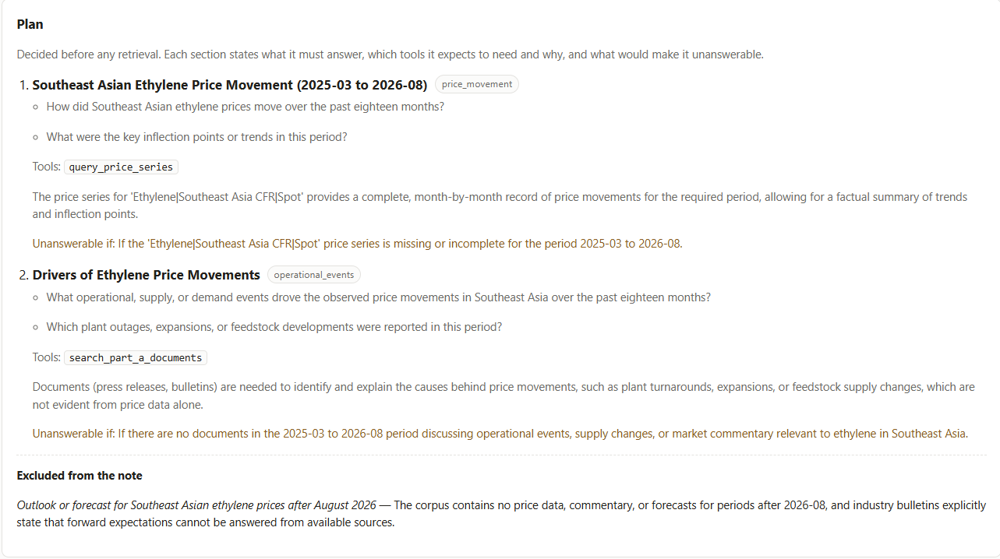 Plan
Decided before any retrieval. Each section states what it must answer, which tools it expects to need and why, and what would make it unanswerable.
1. Southeast Asian Ethylene Price Movement (2025-03 to 2026-08) price_movement
How did Southeast Asian ethylene prices move over the past eighteen months?
What were the key inflection points or trends in this period?
Tools: query_price_series
The price series for 'Ethylene|Southeast Asia CFR|Spot' provides a complete, month-by-month record of price movements for the required period, allowing for a factual summary of trends
and inflection points.
Unanswerable if: If the 'Ethylene|Southeast Asia CFR|Spot' price series is missing or incomplete for the period 2025-03 to 2026-08.
2. Drivers of Ethylene Price Movements operational_events
What operational, supply, or demand events drove the observed price movements in Southeast Asia over the past eighteen months?
Which plant outages, expansions, or feedstock developments were reported in this period?
Tools: search_part_a_documents
Documents (press releases, bulletins) are needed to identify and explain the causes behind price movements, such as plant turnarounds, expansions, or feedstock supply changes, which are
not evident from price data alone.
Unanswerable if: If there are no documents in the 2025-03 to 2026-08 period discussing operational events, supply changes, or market commentary relevant to ethylene in Southeast Asia.
Excluded from the note
Outlook or forecast for Southeast Asian ethylene prices after August 2026 — The corpus contains no price data, commentary, or forecasts for periods after 2026-08, and industry bulletins explicitly
state that forward expectations cannot be answered from available sources.